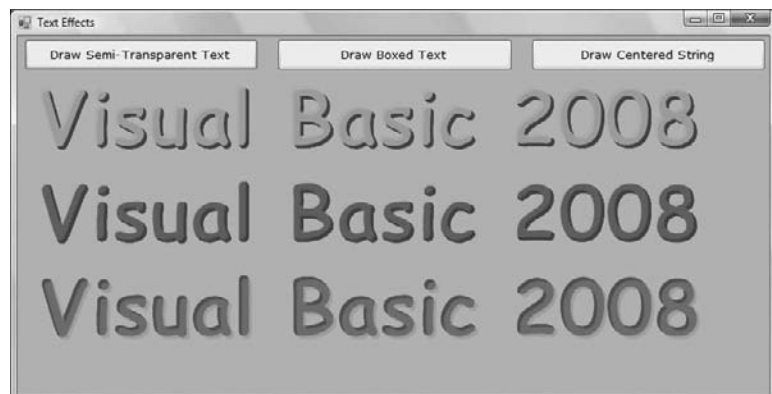 Text Effects
Draw Semi-Transparent Text Draw Boxed Text Draw Centered String
Visual Basic 2008
Visual Basic 2008
Visual Basic 2008